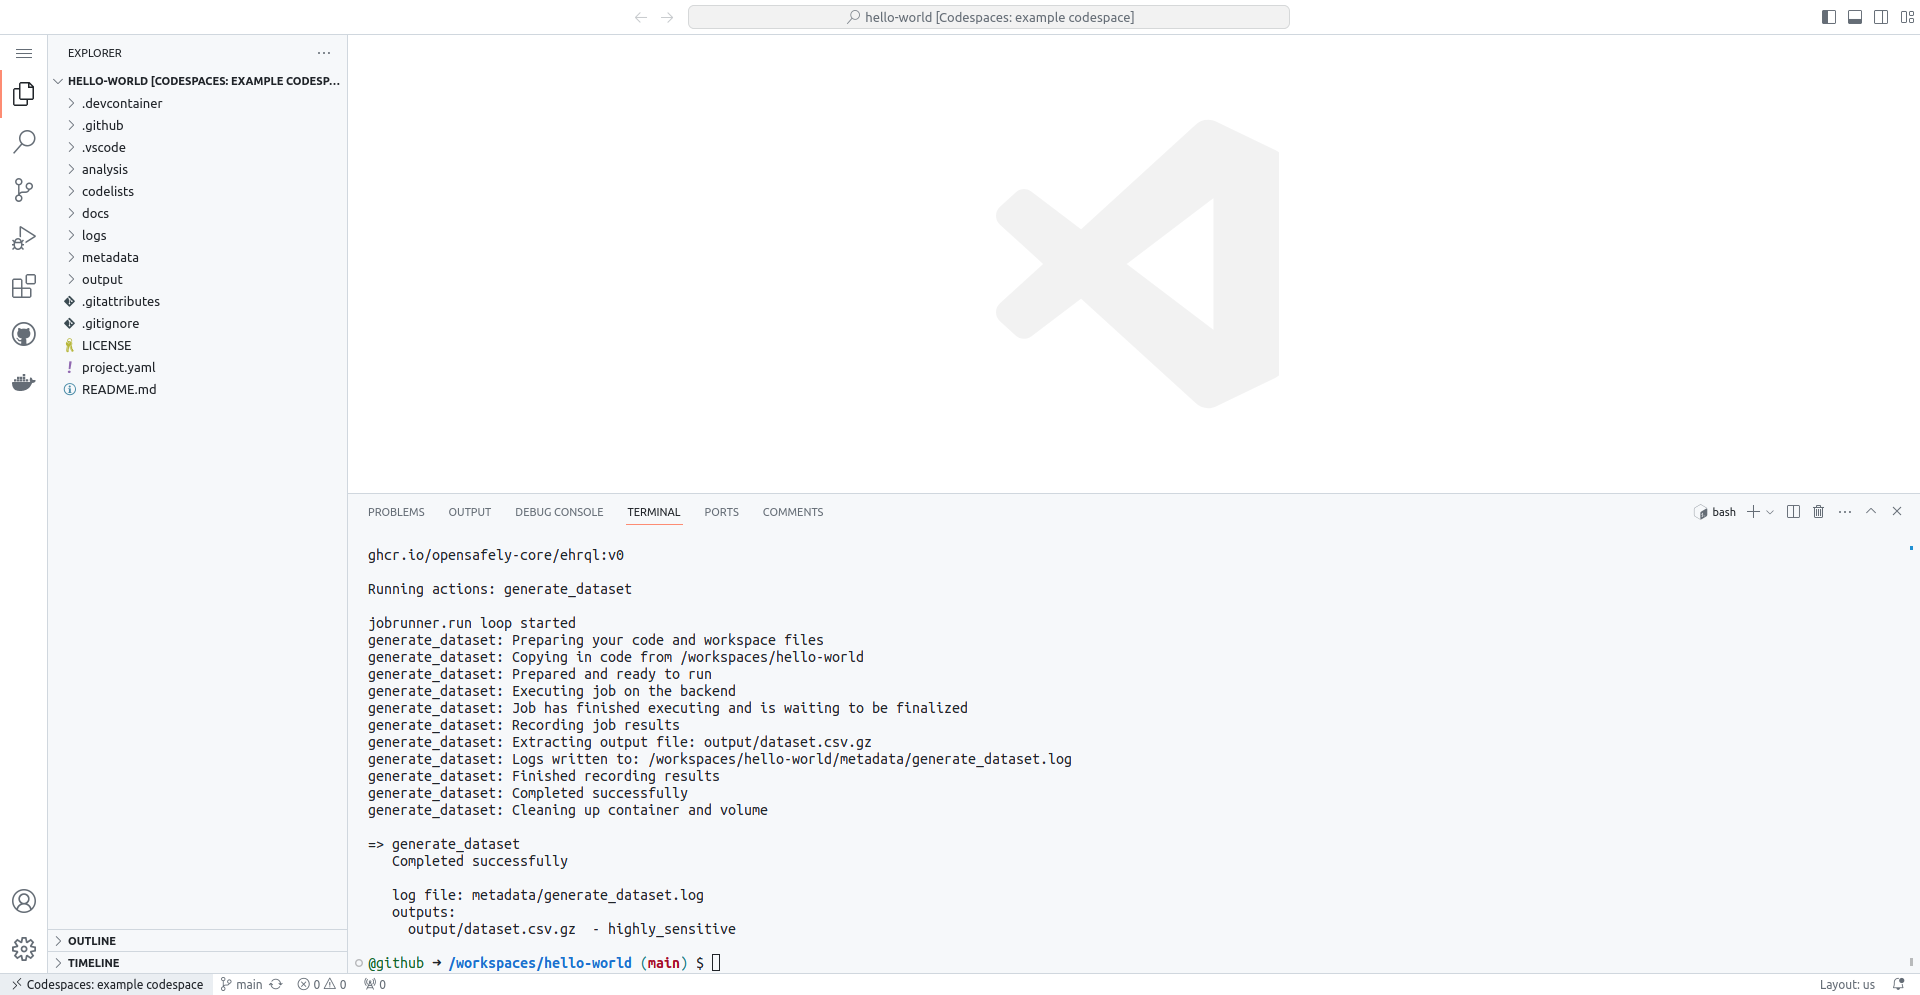 hello-world [Codespaces: example codespace]
EXPLORER
HELLO-WORLD [CODESPACES: EXAMPLE CODESP...
.devcontainer
.github
.vscode
analysis
codelists
docs
logs
metadata
output
.gitattributes
.gitignore
LICENSE
project.yaml
README.md
OUTLINE
TIMELINE
PROBLEMS OUTPUT DEBUG CONSOLE TERMINAL PORTS COMMENTS
bash
ghcr.io/opensafely-core/ehrql:v0
Running actions: generate_dataset
jobrunner.run loop started
generate_dataset: Preparing your code and workspace files
generate_dataset: Copying in code from /workspaces/hello-world
generate_dataset: Prepared and ready to run
generate_dataset: Executing job on the backend
generate_dataset: Job has finished executing and is waiting to be finalized
generate_dataset: Recording job results
generate_dataset: Extracting output file: output/dataset.csv.gz
generate_dataset: Logs written to: /workspaces/hello-world/metadata/generate_dataset.log
generate_dataset: Finished recording results
generate_dataset: Completed successfully
generate_dataset: Cleaning up container and volume
=> generate_dataset
Completed successfully
log file: metadata/generate_dataset.log
outputs:
output/dataset.csv.gz - highly_sensitive
@github ➜ /workspaces/hello-world (main) $
Codespaces: example codespace main 0 0 0 Layout: us